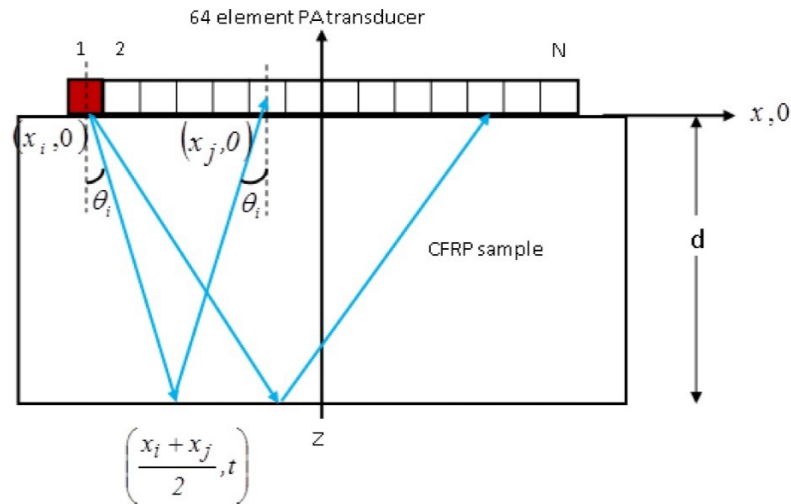 64 element PA transducer
1 2 N
x,0
(x_i,0) (x_j,0)
θ_i θ_i
d
CFRP sample
z
((x_i + x_j)/2, t)